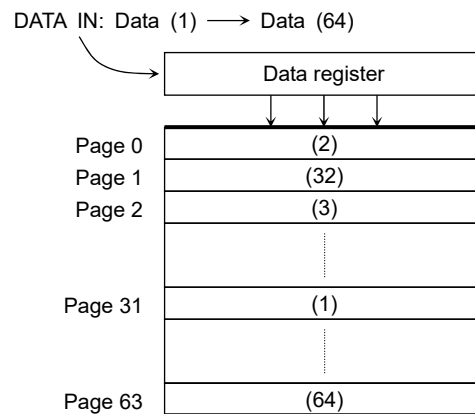 DATA IN: Data (1) ⟶ Data (64)
Data register
Page 0 (2)
Page 1 (32)
Page 2 (3)
Page 31 (1)
Page 63 (64)